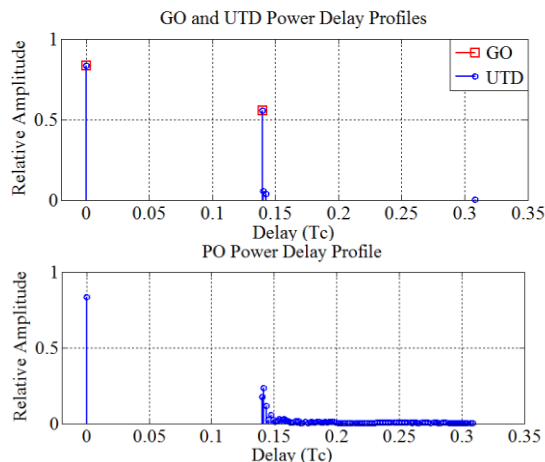 GO and UTD Power Delay Profiles
Relative Amplitude
1
0.5
0
GO
UTD
0 0.05 0.1 0.15 0.2 0.25 0.3 0.35
Delay (Tc)
PO Power Delay Profile
Relative Amplitude
1
0.5
0
0 0.05 0.1 0.15 0.2 0.25 0.3 0.35
Delay (Tc)